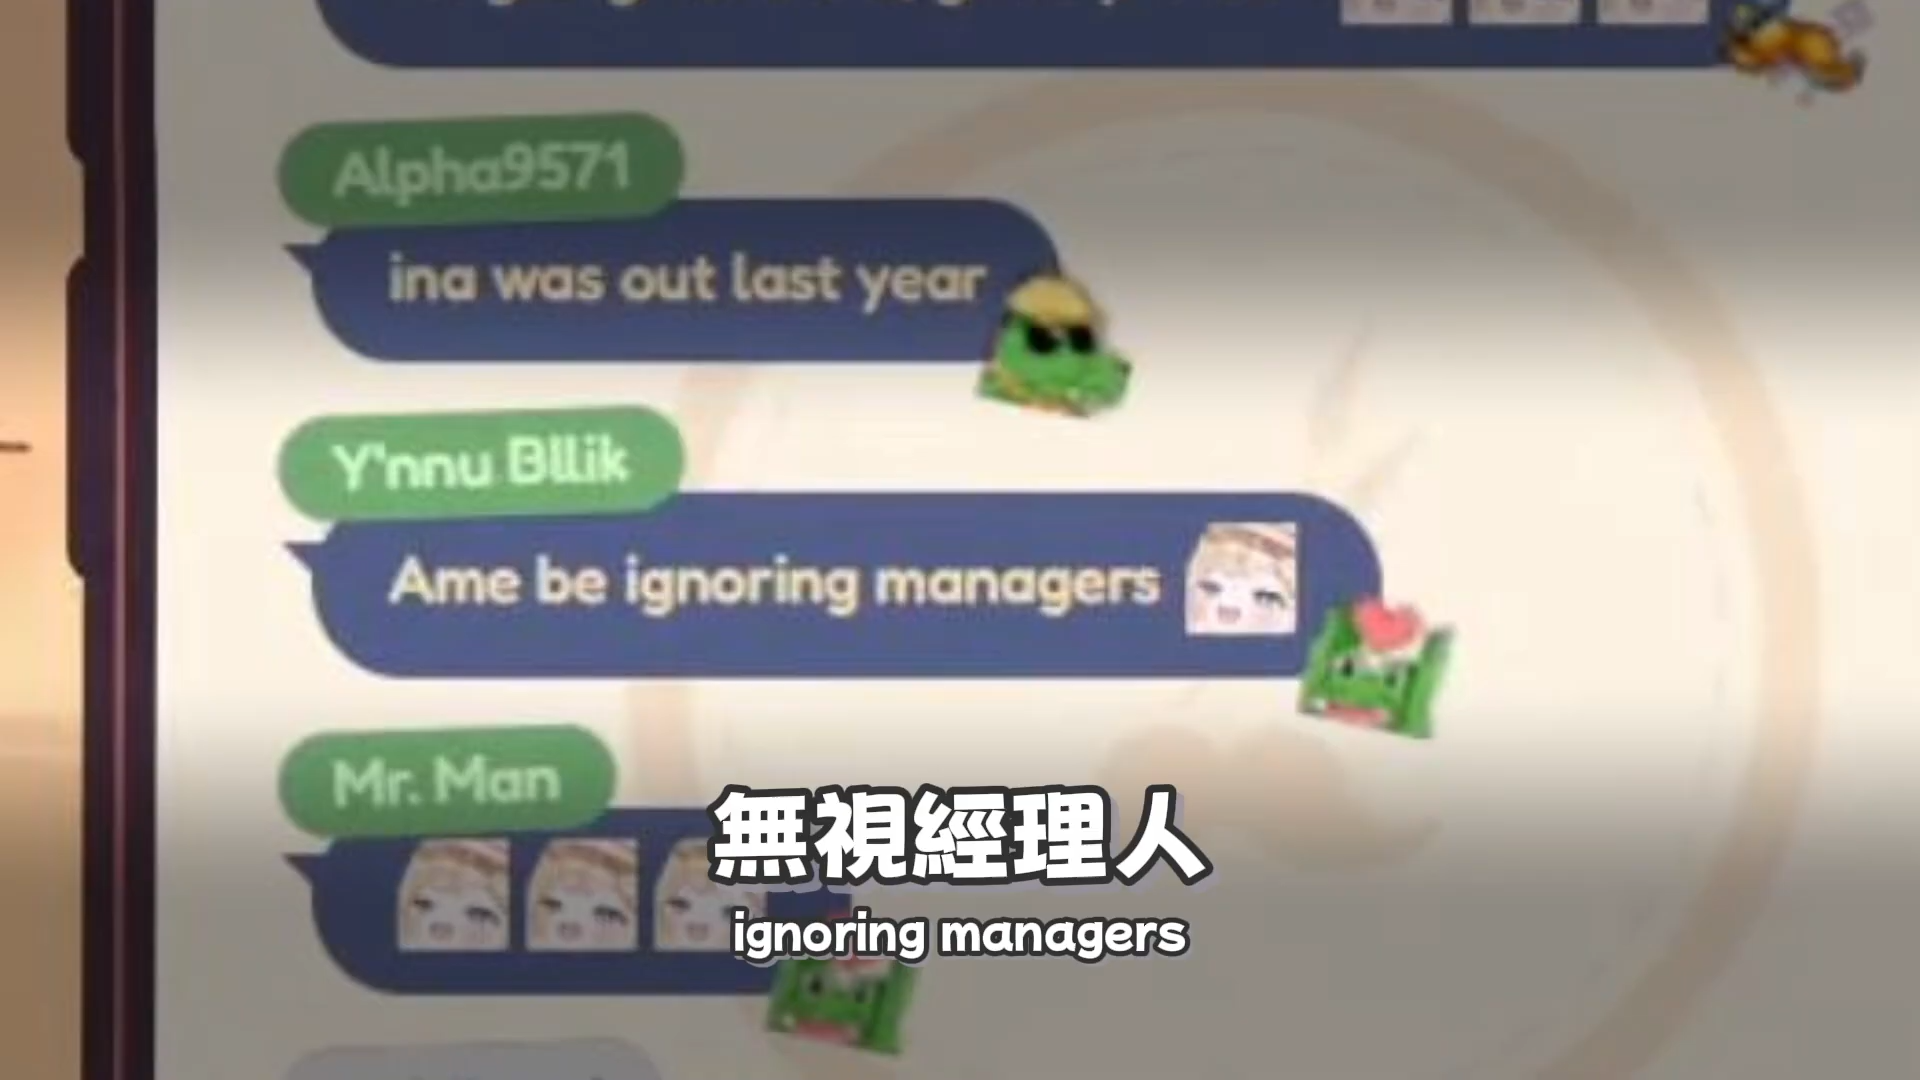 Alpha9571
ina was out last year
Y'nnu Bllik
Ame be ignoring managers
Mr. Man
無視經理人
ignoring managers